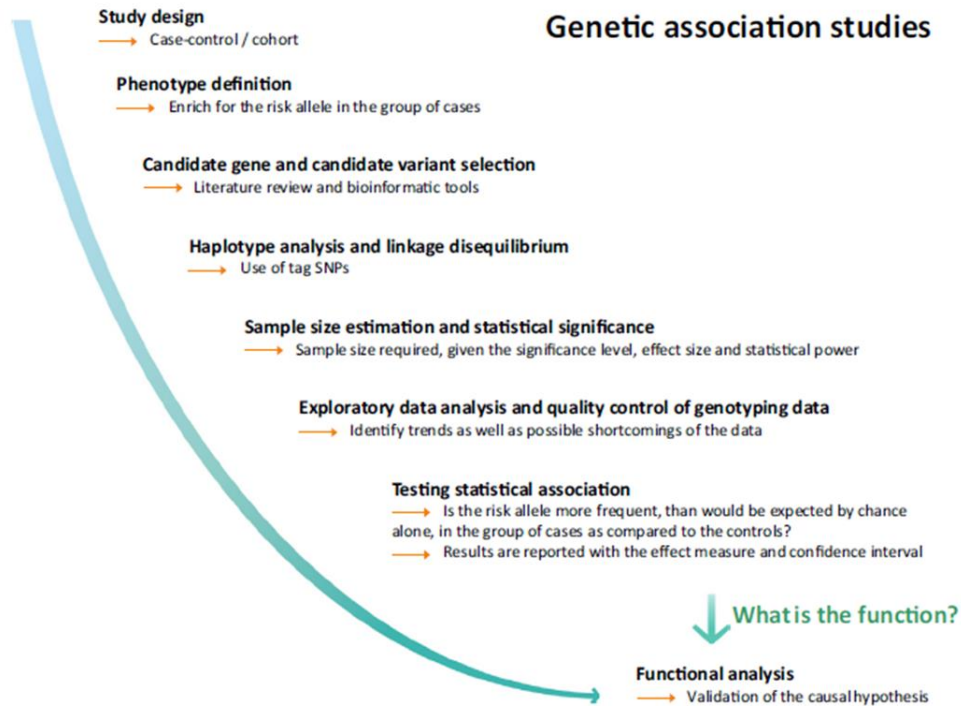 Genetic association studies
Study design
Case-control / cohort
Phenotype definition
Enrich for the risk allele in the group of cases
Candidate gene and candidate variant selection
Literature review and bioinformatic tools
Haplotype analysis and linkage disequilibrium
Use of tag SNPs
Sample size estimation and statistical significance
Sample size required, given the significance level, effect size and statistical power
Exploratory data analysis and quality control of genotyping data
Identify trends as well as possible shortcomings of the data
Testing statistical association
Is the risk allele more frequent, than would be expected by chance
alone, in the group of cases as compared to the controls?
Results are reported with the effect measure and confidence interval
What is the function?
Functional analysis
Validation of the causal hypothesis